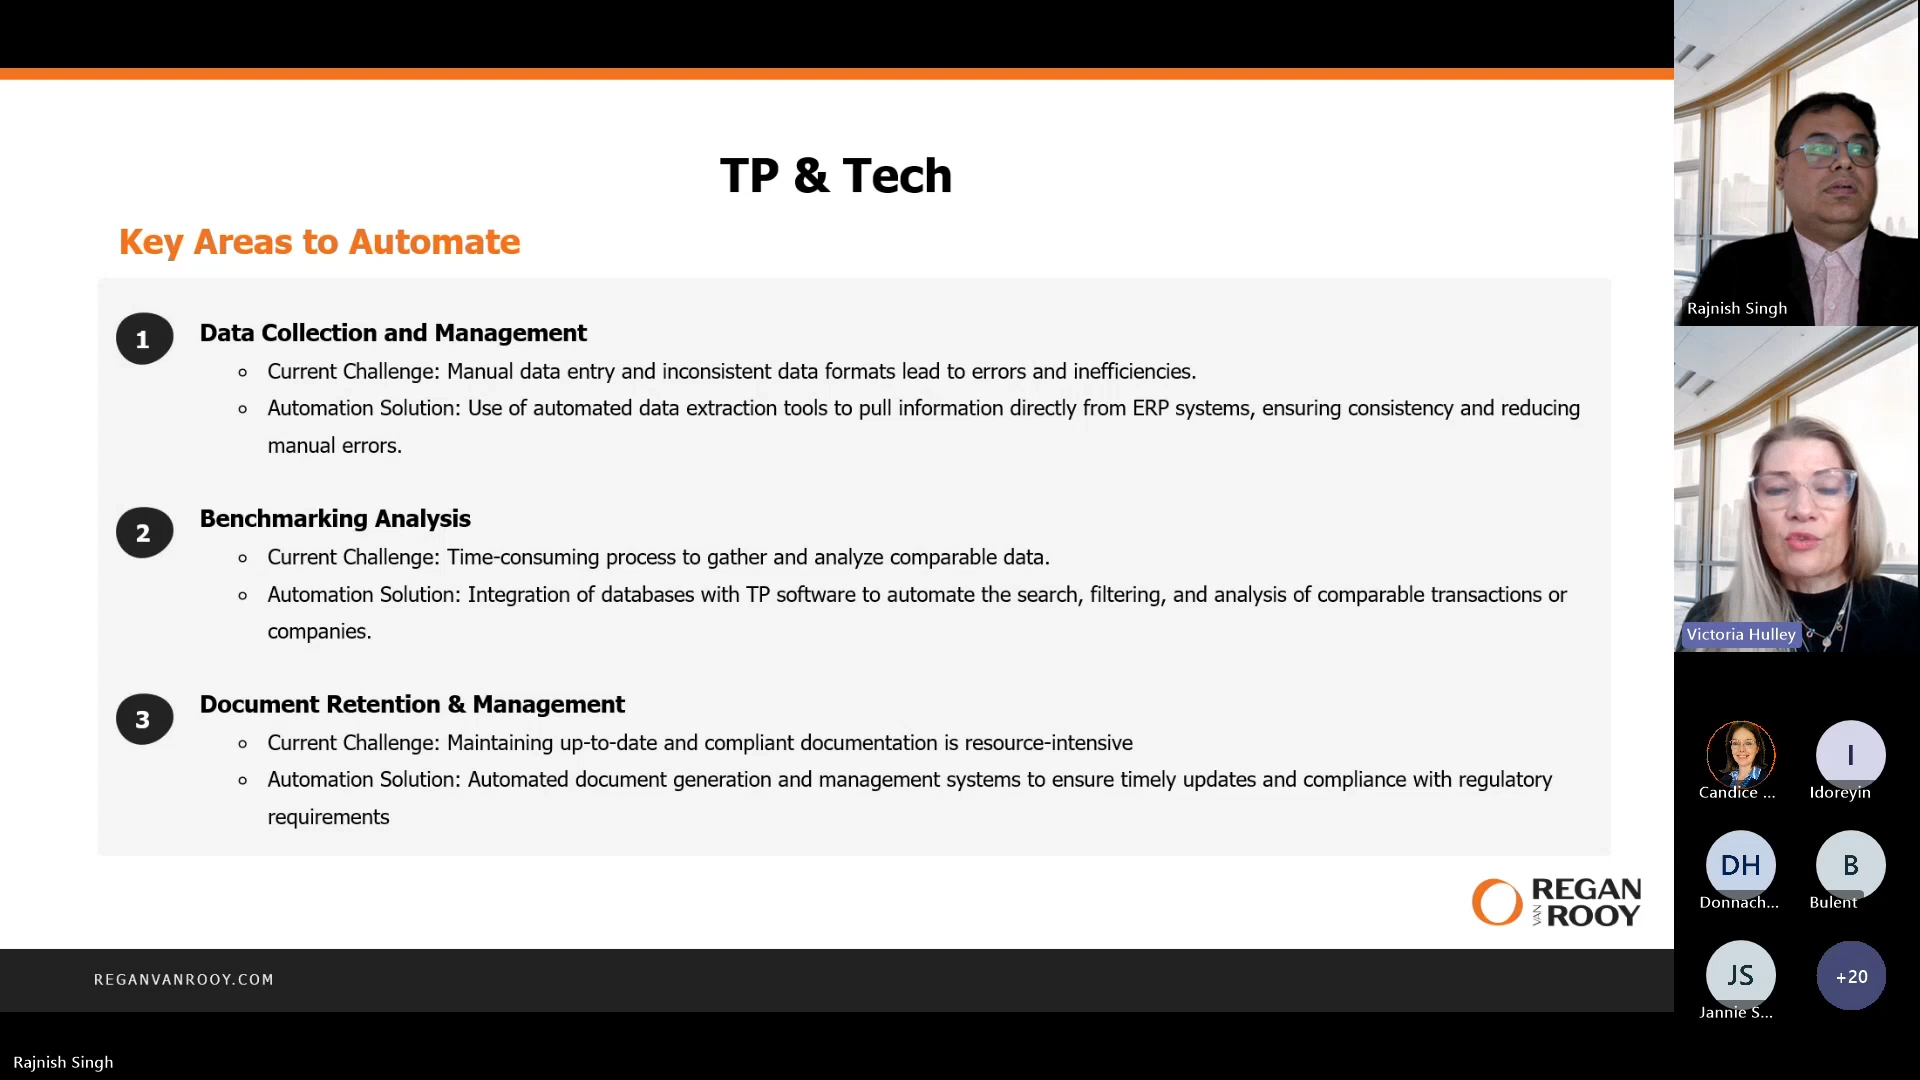 TP & Tech
Key Areas to Automate
1
Data Collection and Management
Current Challenge: Manual data entry and inconsistent data formats lead to errors and inefficiencies.
Automation Solution: Use of automated data extraction tools to pull information directly from ERP systems, ensuring consistency and reducing
manual errors.
2
Benchmarking Analysis
Current Challenge: Time-consuming process to gather and analyze comparable data.
Automation Solution: Integration of databases with TP software to automate the search, filtering, and analysis of comparable transactions or
companies.
3
Document Retention & Management
Current Challenge: Maintaining up-to-date and compliant documentation is resource-intensive
Automation Solution: Automated document generation and management systems to ensure timely updates and compliance with regulatory
requirements
REGAN
VAN
ROOY
REGANVANROOY.COM
Rajnish Singh
Rajnish Singh
Victoria Hulley
Candice ...
I
Idoreyin
DH
Donnach...
B
Bulent
JS
Jannie S...
+20